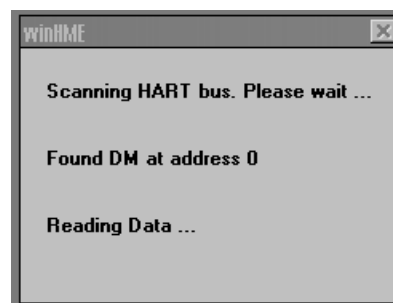 winHME
Scanning HART bus. Please wait ...
Found DM at address 0
Reading Data ...